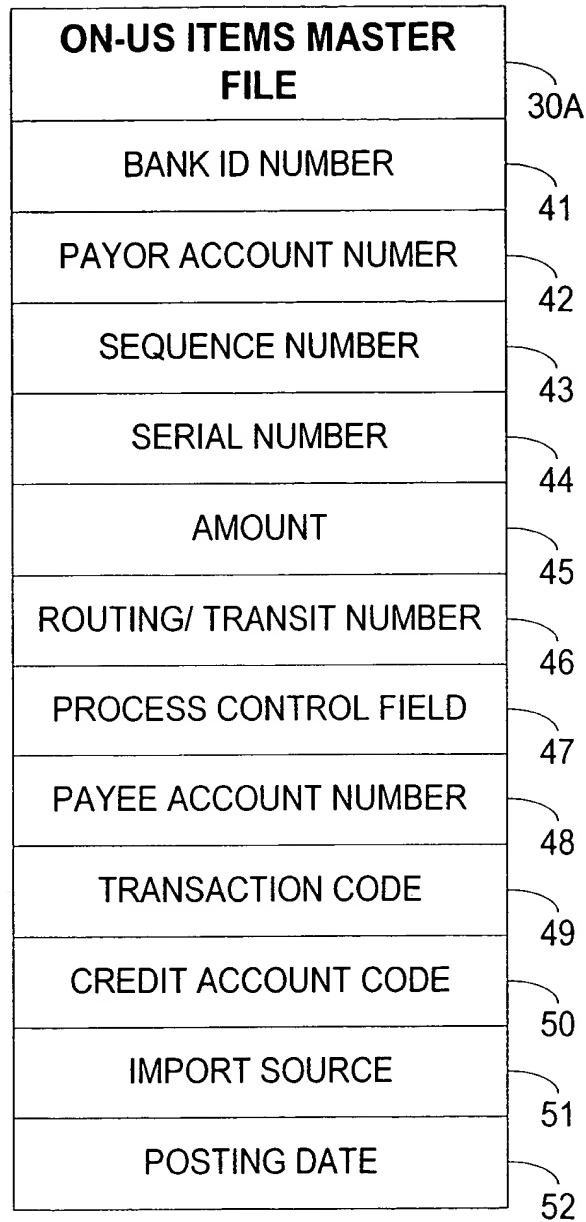 ON-US ITEMS MASTER
FILE
30A
BANK ID NUMBER
41
PAYOR ACCOUNT NUMER
42
SEQUENCE NUMBER
43
SERIAL NUMBER
44
AMOUNT
45
ROUTING/ TRANSIT NUMBER
46
PROCESS CONTROL FIELD
47
PAYEE ACCOUNT NUMBER
48
TRANSACTION CODE
49
CREDIT ACCOUNT CODE
50
IMPORT SOURCE
51
POSTING DATE
52